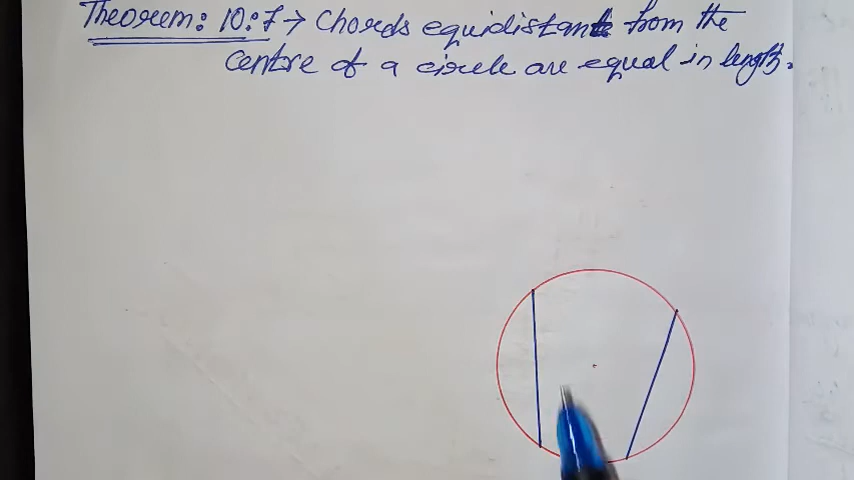 Theorem: 10:7→ Chords equidistant from the
centre of a circle are equal in length.